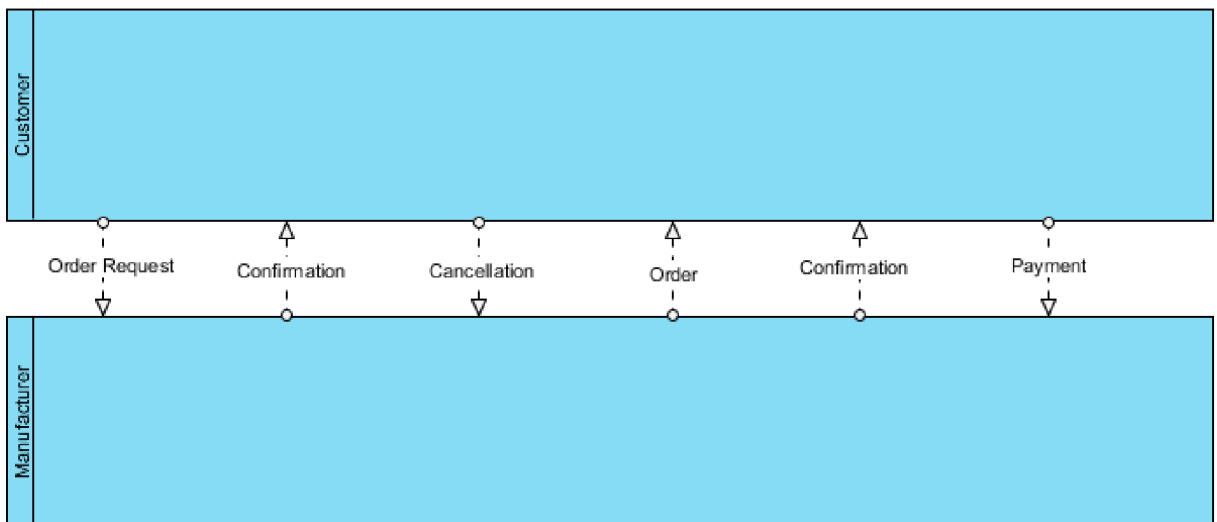 Customer
Order Request
Confirmation
Cancellation
Order
Confirmation
Payment
Manufacturer